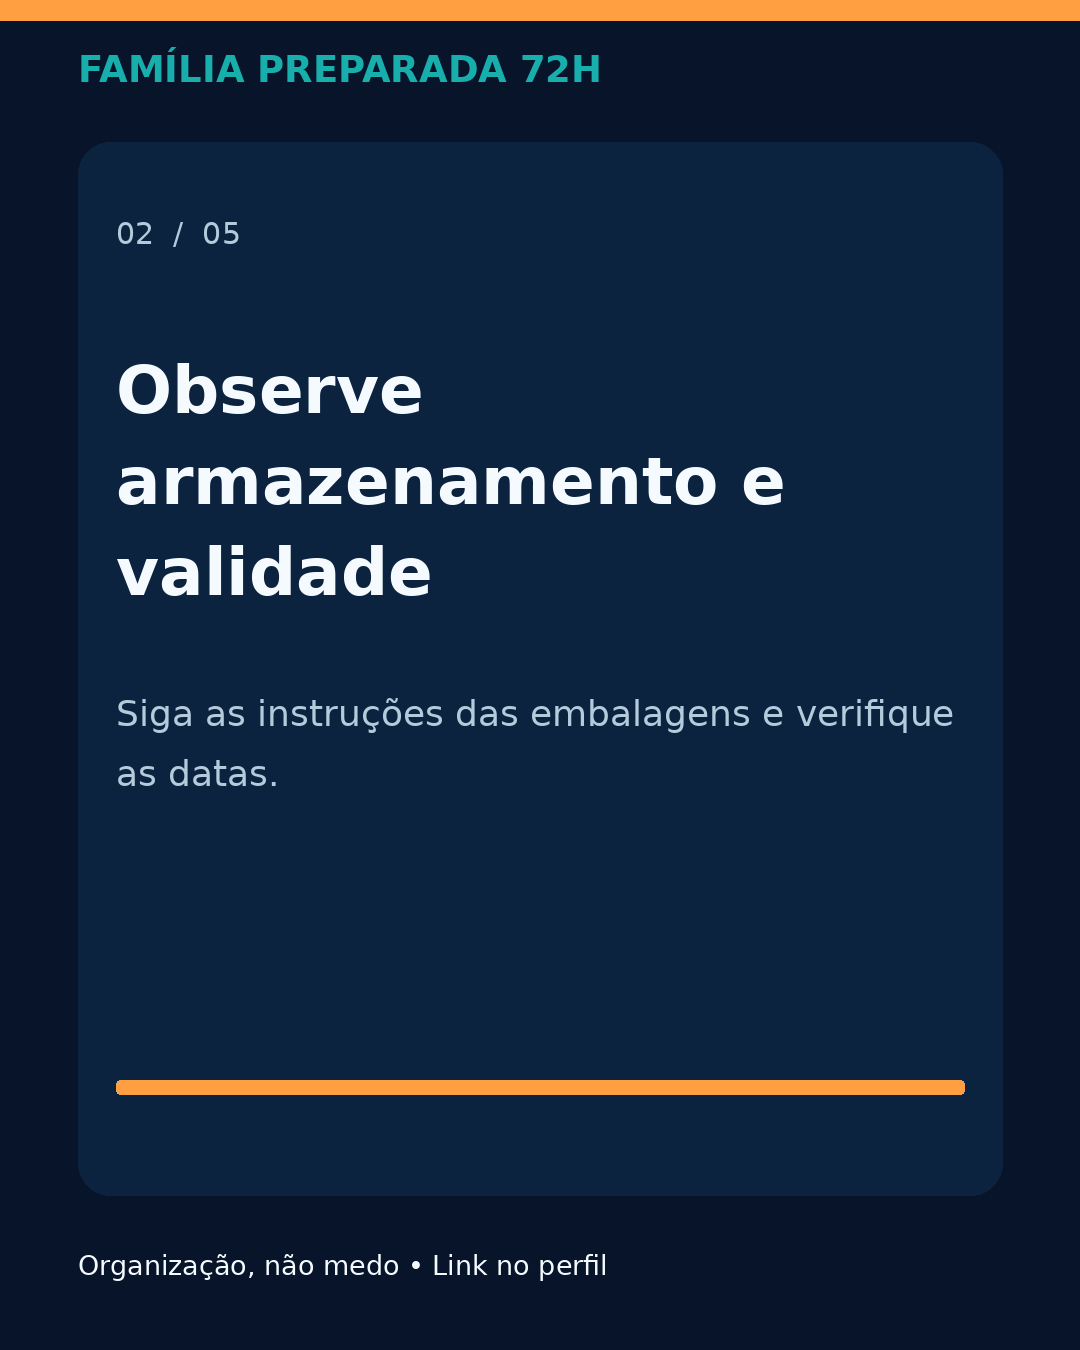 FAMÍLIA PREPARADA 72H
02 / 05
Observe
armazenamento e
validade
Siga as instruções das embalagens e verifique
as datas.
Organização, não medo • Link no perfil